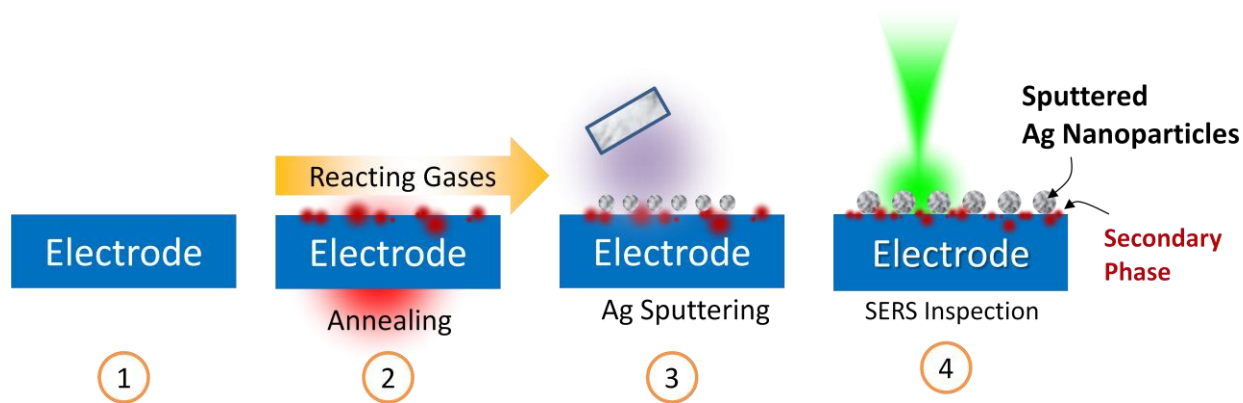 Electrode
1
Reacting Gases
Electrode
Annealing
2
Electrode
Ag Sputtering
3
Sputtered
Ag Nanoparticles
Electrode
Secondary
Phase
SERS Inspection
4